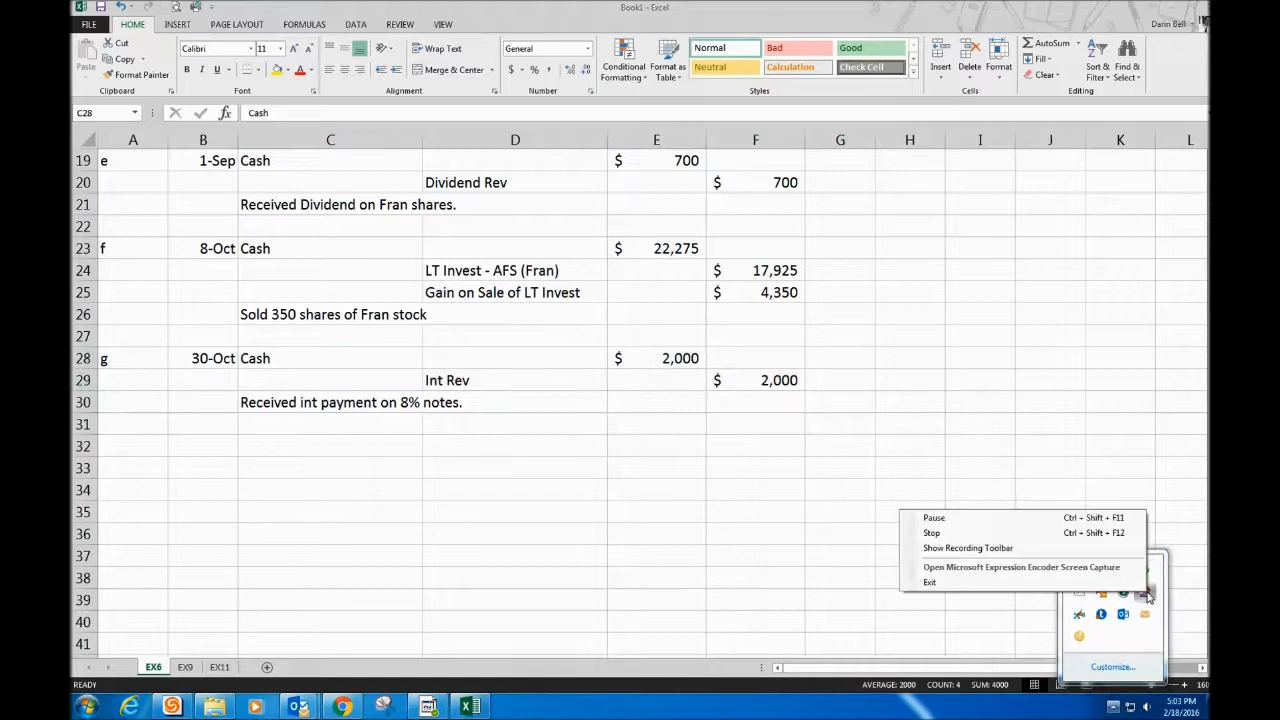 Book1 - Excel
FILE HOME INSERT PAGE LAYOUT FORMULAS DATA REVIEW VIEW Darin Bell
Paste Cut Copy Format Painter Clipboard
Calibri 11 B I U Font
Wrap Text Merge & Center Alignment
General $ % Number
Conditional Formatting Format as Table Normal Bad Good Neutral Calculation Check Cell Styles
Insert Delete Format Cells
AutoSum Fill Clear Sort & Filter Find & Select Editing
C28 fx Cash
A B C D E F G H I J K L
19 e 1-Sep Cash $ 700
20 Dividend Rev $ 700
21 Received Dividend on Fran shares.
22
23 f 8-Oct Cash $ 22,275
24 LT Invest - AFS (Fran) $ 17,925
25 Gain on Sale of LT Invest $ 4,350
26 Sold 350 shares of Fran stock
27
28 g 30-Oct Cash $ 2,000
29 Int Rev $ 2,000
30 Received int payment on 8% notes.
31
32
33
34
35
36
37
38
39
40
41
Pause Ctrl + Shift + F11
Stop Ctrl + Shift + F12
Show Recording Toolbar
Open Microsoft Expression Encoder Screen Capture
Exit
Customize...
EX6 EX9 EX11
READY AVERAGE: 2000 COUNT: 4 SUM: 4000 160
5:03 PM
2/18/2016